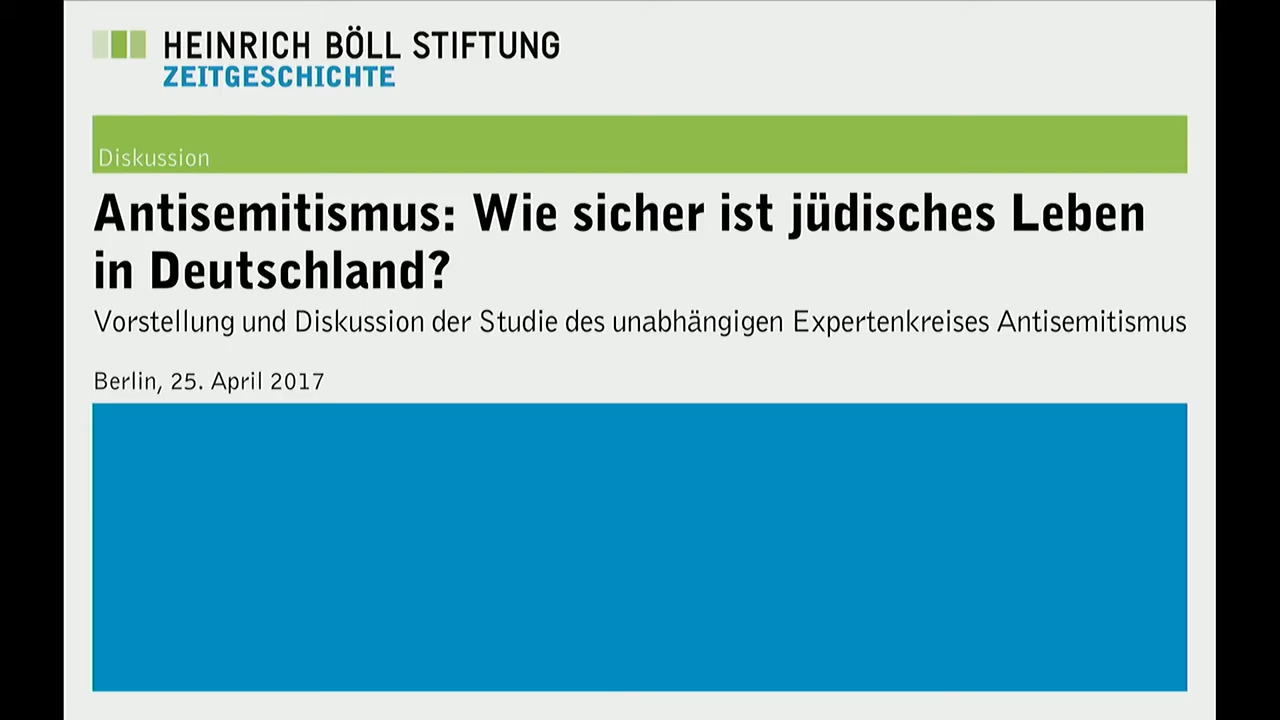 HEINRICH BÖLL STIFTUNG
ZEITGESCHICHTE
Diskussion
Antisemitismus: Wie sicher ist jüdisches Leben
in Deutschland?
Vorstellung und Diskussion der Studie des unabhängigen Expertenkreises Antisemitismus
Berlin, 25. April 2017